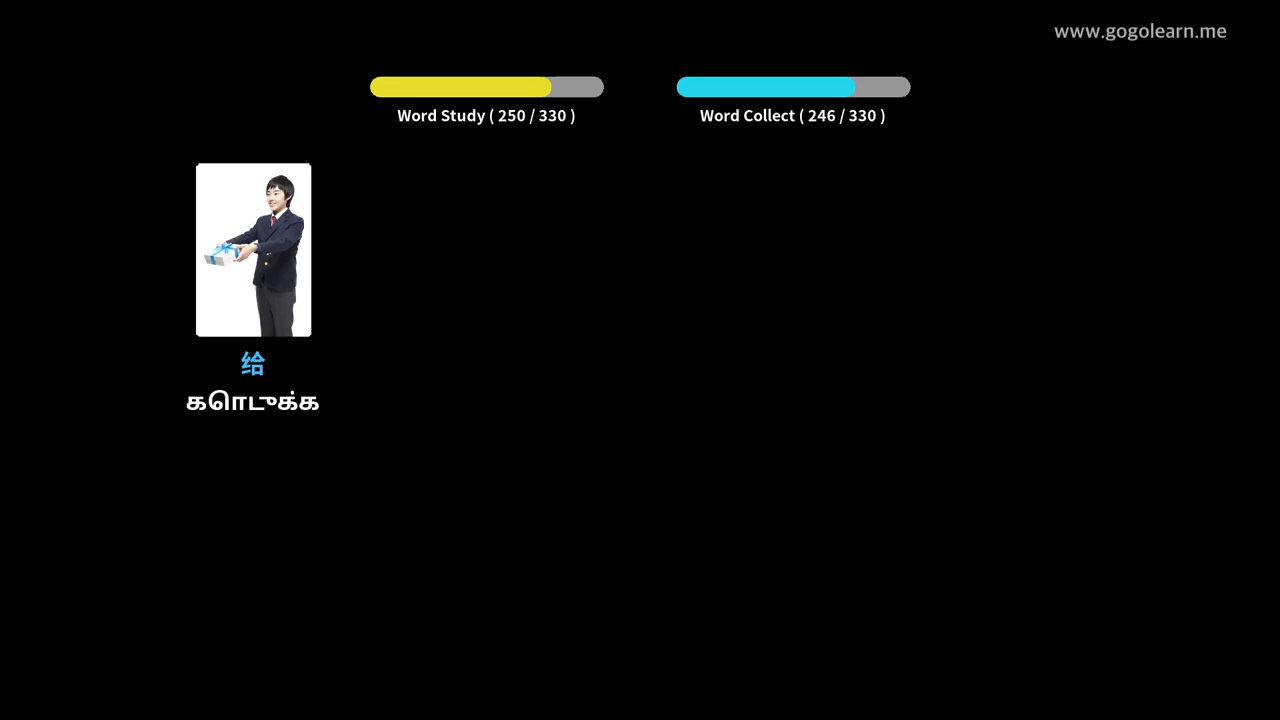 www.gogolearn.me
Word Study ( 250 / 330 )
Word Collect ( 246 / 330 )
给
கொடுக்க